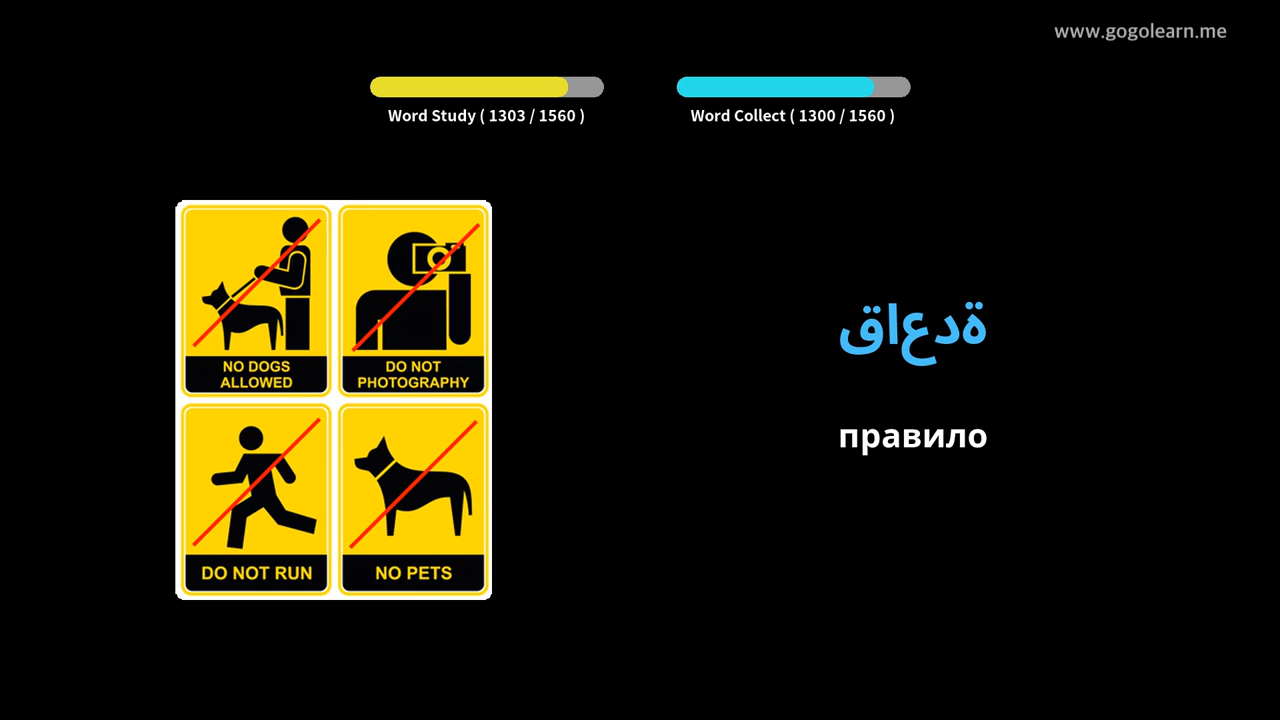 www.gogolearn.me
Word Study ( 1303 / 1560 )
Word Collect ( 1300 / 1560 )
NO DOGS
ALLOWED
DO NOT
PHOTOGRAPHY
DO NOT RUN
NO PETS
ةدعاق
правило